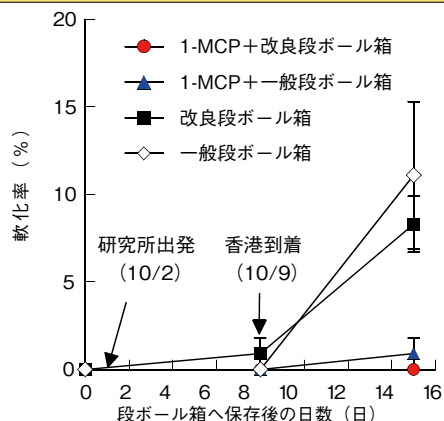 20
15
10
5
0
軟化率（%）
1-MCP＋改良段ボール箱
1-MCP＋一般段ボール箱
改良段ボール箱
一般段ボール箱
研究所出発
（10/2）
香港到着
（10/9）
0 2 4 6 8 10 12 14 16
段ボール箱へ保存後の日数（日）